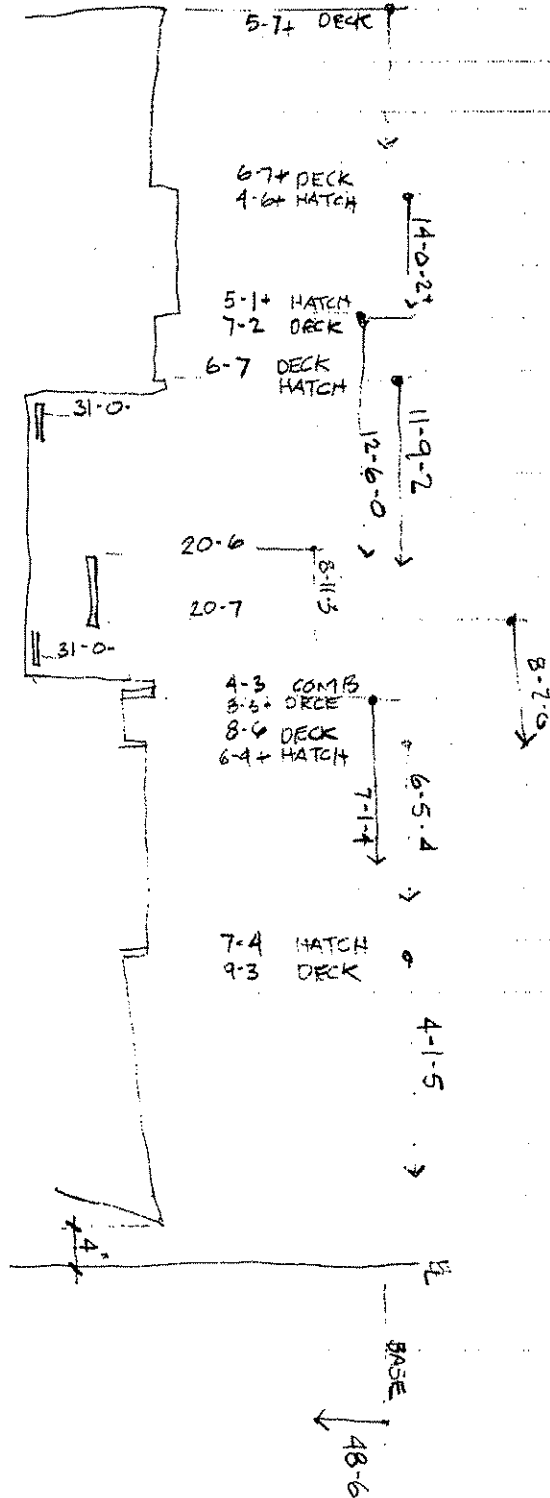 5-7+ DECK
6-7+ DECK
4-6+ HATCH
14-0-2+
5-1+ HATCH
7-2 DECK
6-7 DECK
HATCH
31-0-
11-9-2
12-6-0
20-6
8-11-3
20-7
31-0-
8-2-6
4-3 COMB
8-6 DECK
6-4+ HATCH
7-1-4
6-5-4
7-4 HATCH
9-3 DECK
4-1-5
4"
BASE
48-6